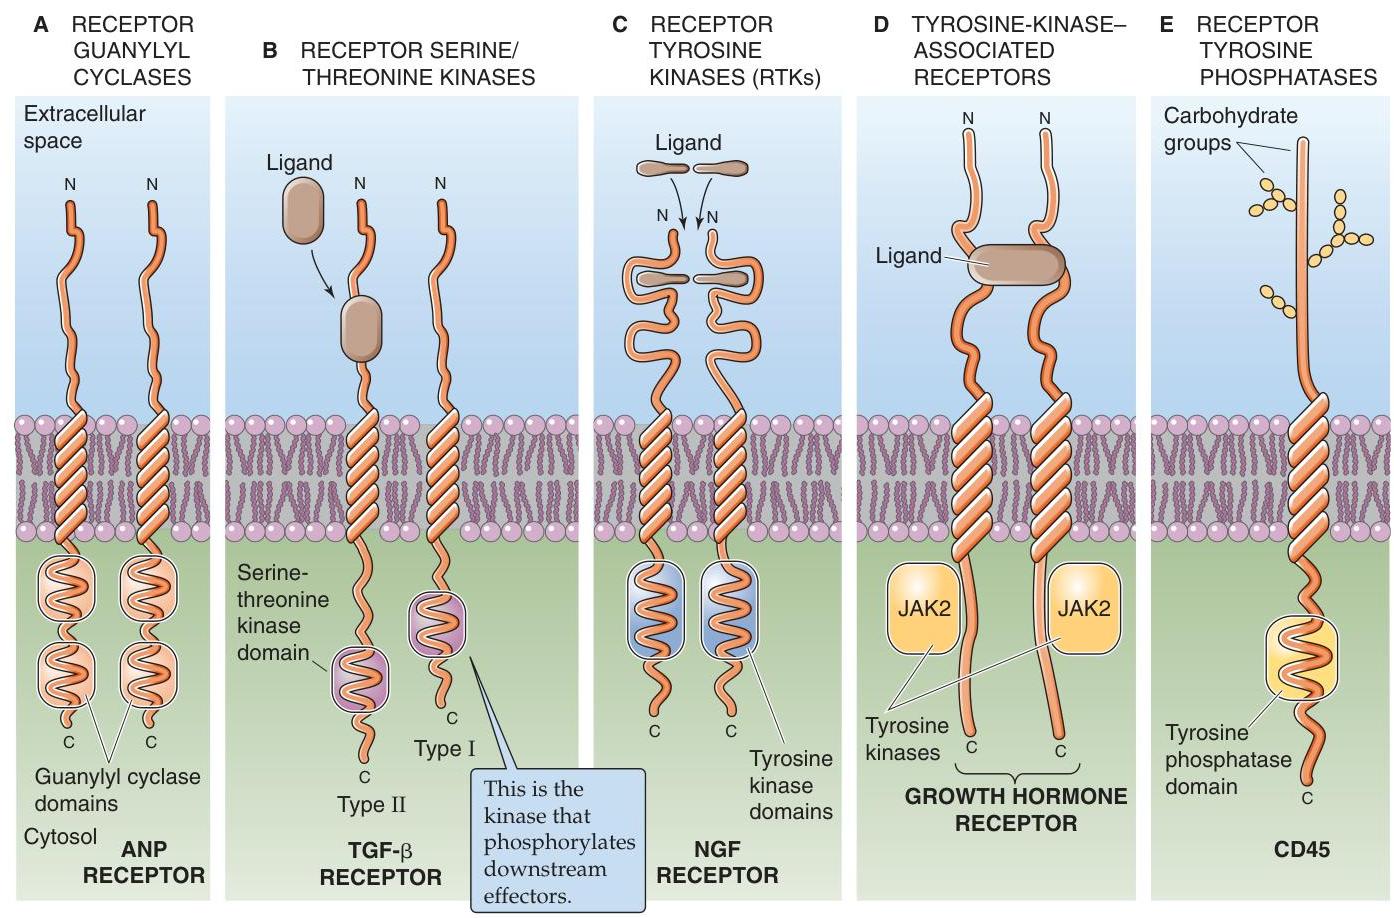 A RECEPTOR
GUANYLYL
CYCLASES
Extracellular
space
N
N
C
C
Guanylyl cyclase
domains
Cytosol
ANP
RECEPTOR
B RECEPTOR SERINE/
THREONINE KINASES
Ligand
N
N
Serine-
threonine
kinase
domain
C
Type I
C
Type II
This is the
kinase that
phosphorylates
downstream
effectors.
TGF-β
RECEPTOR
C RECEPTOR
TYROSINE
KINASES (RTKs)
Ligand
N
N
C
C
Tyrosine
kinase
domains
NGF
RECEPTOR
D TYROSINE-KINASE–
ASSOCIATED
RECEPTORS
N
N
Ligand
JAK2
JAK2
Tyrosine
kinases
C
C
GROWTH HORMONE
RECEPTOR
E RECEPTOR
TYROSINE
PHOSPHATASES
Carbohydrate
groups
Tyrosine
phosphatase
domain
C
CD45